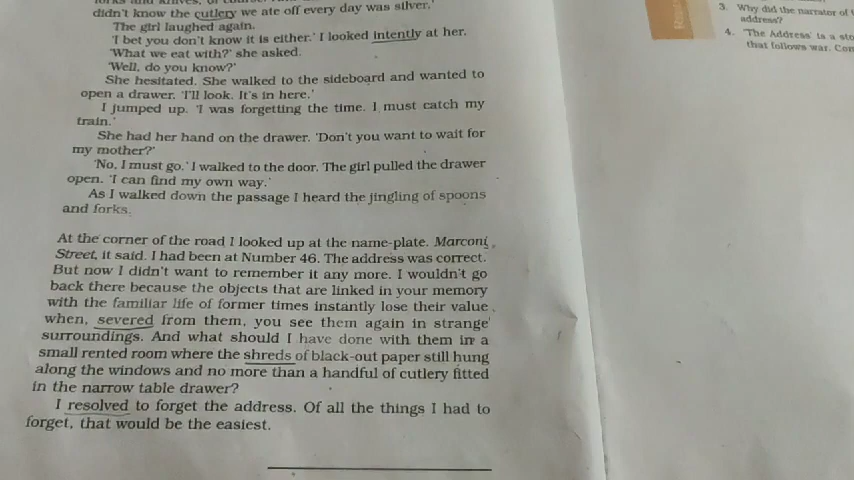 forks and knives, of course.
didn't know the cutlery we ate off every day was silver.'
The girl laughed again.
'I bet you don't know it is either.' I looked intently at her.
'What we eat with?' she asked.
'Well, do you know?'
She hesitated. She walked to the sideboard and wanted to
open a drawer. 'I'll look. It's in here.'
I jumped up. 'I was forgetting the time. I must catch my
train.'
She had her hand on the drawer. 'Don't you want to wait for
my mother?'
'No, I must go.' I walked to the door. The girl pulled the drawer
open. 'I can find my own way.'
As I walked down the passage I heard the jingling of spoons
and forks.
At the corner of the road I looked up at the name-plate. Marconi
Street, it said. I had been at Number 46. The address was correct.
But now I didn't want to remember it any more. I wouldn't go
back there because the objects that are linked in your memory
with the familiar life of former times instantly lose their value
when, severed from them, you see them again in strange
surroundings. And what should I have done with them in a
small rented room where the shreds of black-out paper still hung
along the windows and no more than a handful of cutlery fitted
in the narrow table drawer?
I resolved to forget the address. Of all the things I had to
forget, that would be the easiest.
3. Why did the narrator of
address?
4. 'The Address' is a
that follows war.